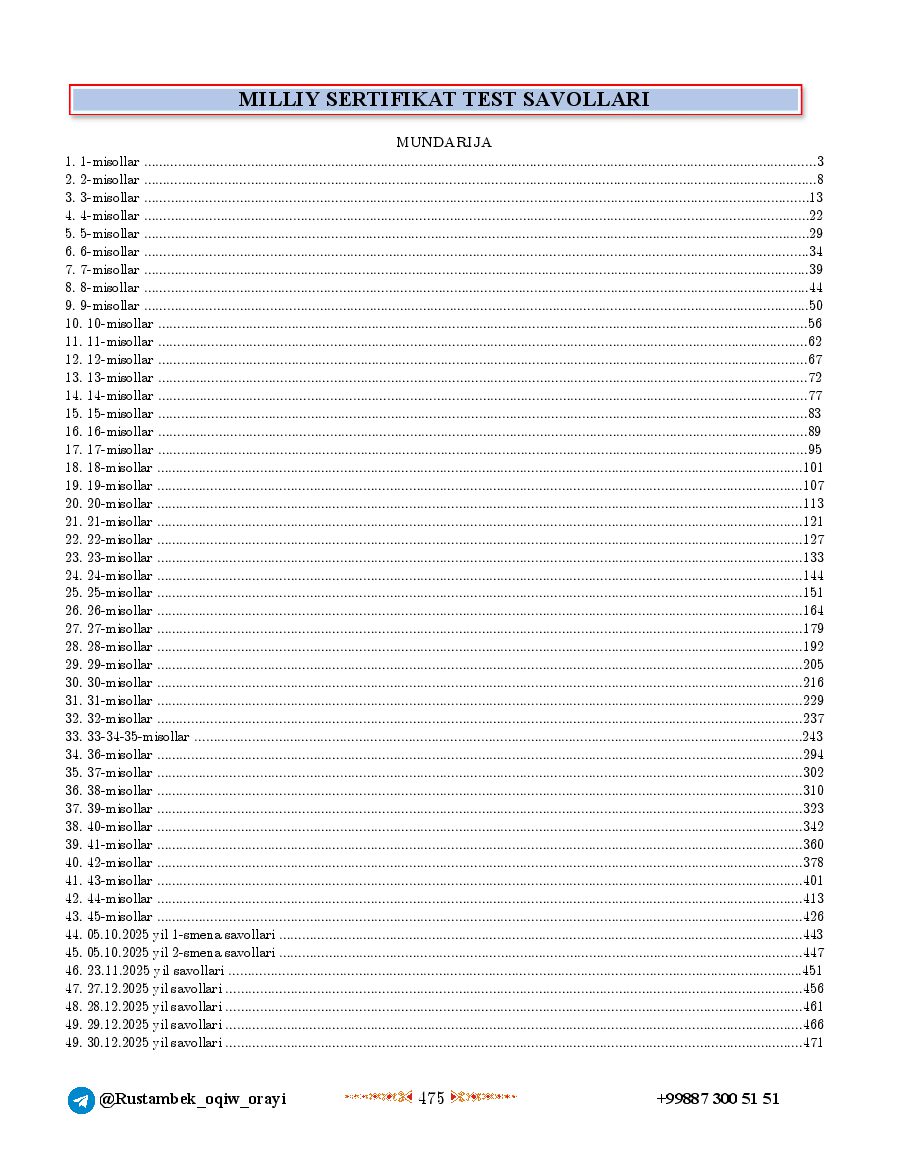 MILLIY SERTIFIKAT TEST SAVOLLARI
MUNDARIJA
1. 1-misollar ........................................3
2. 2-misollar ........................................8
3. 3-misollar ........................................13
4. 4-misollar ........................................22
5. 5-misollar ........................................29
6. 6-misollar ........................................34
7. 7-misollar ........................................39
8. 8-misollar ........................................44
9. 9-misollar ........................................50
10. 10-misollar ........................................56
11. 11-misollar ........................................62
12. 12-misollar ........................................67
13. 13-misollar ........................................72
14. 14-misollar ........................................77
15. 15-misollar ........................................83
16. 16-misollar ........................................89
17. 17-misollar ........................................95
18. 18-misollar ........................................101
19. 19-misollar ........................................107
20. 20-misollar ........................................113
21. 21-misollar ........................................121
22. 22-misollar ........................................127
23. 23-misollar ........................................133
24. 24-misollar ........................................144
25. 25-misollar ........................................151
26. 26-misollar ........................................164
27. 27-misollar ........................................179
28. 28-misollar ........................................192
29. 29-misollar ........................................205
30. 30-misollar ........................................216
31. 31-misollar ........................................229
32. 32-misollar ........................................237
33. 33-34-35-misollar ........................................243
34. 36-misollar ........................................294
35. 37-misollar ........................................302
36. 38-misollar ........................................310
37. 39-misollar ........................................323
38. 40-misollar ........................................342
39. 41-misollar ........................................360
40. 42-misollar ........................................378
41. 43-misollar ........................................401
42. 44-misollar ........................................413
43. 45-misollar ........................................426
44. 05.10.2025 yil 1-smena savollari ........................................443
45. 05.10.2025 yil 2-smena savollari ........................................447
46. 23.11.2025 yil savollari ........................................451
47. 27.12.2025 yil savollari ........................................456
48. 28.12.2025 yil savollari ........................................461
49. 29.12.2025 yil savollari ........................................466
49. 30.12.2025 yil savollari ........................................471
@Rustambek_oqiw_orayi 475 +99887 300 51 51